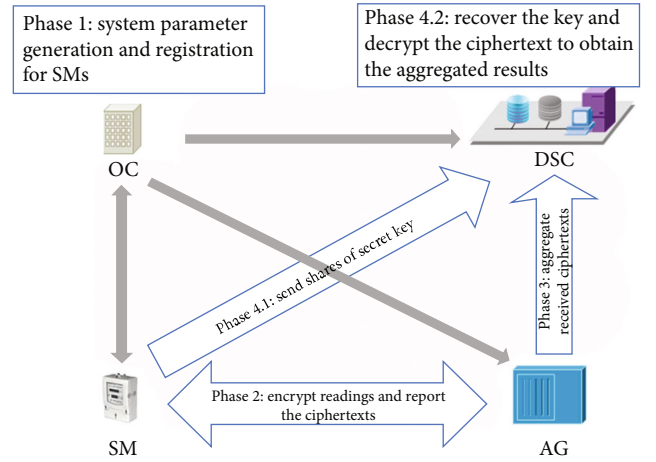 Phase 1: system parameter
generation and registration
for SMs
Phase 4.2: recover the key and
decrypt the ciphertext to obtain
the aggregated results
OC
DSC
Phase 4.1: send shares of secret key
Phase 3: aggregate
received ciphertexts
Phase 2: encrypt readings and report
the ciphertexts
SM
AG